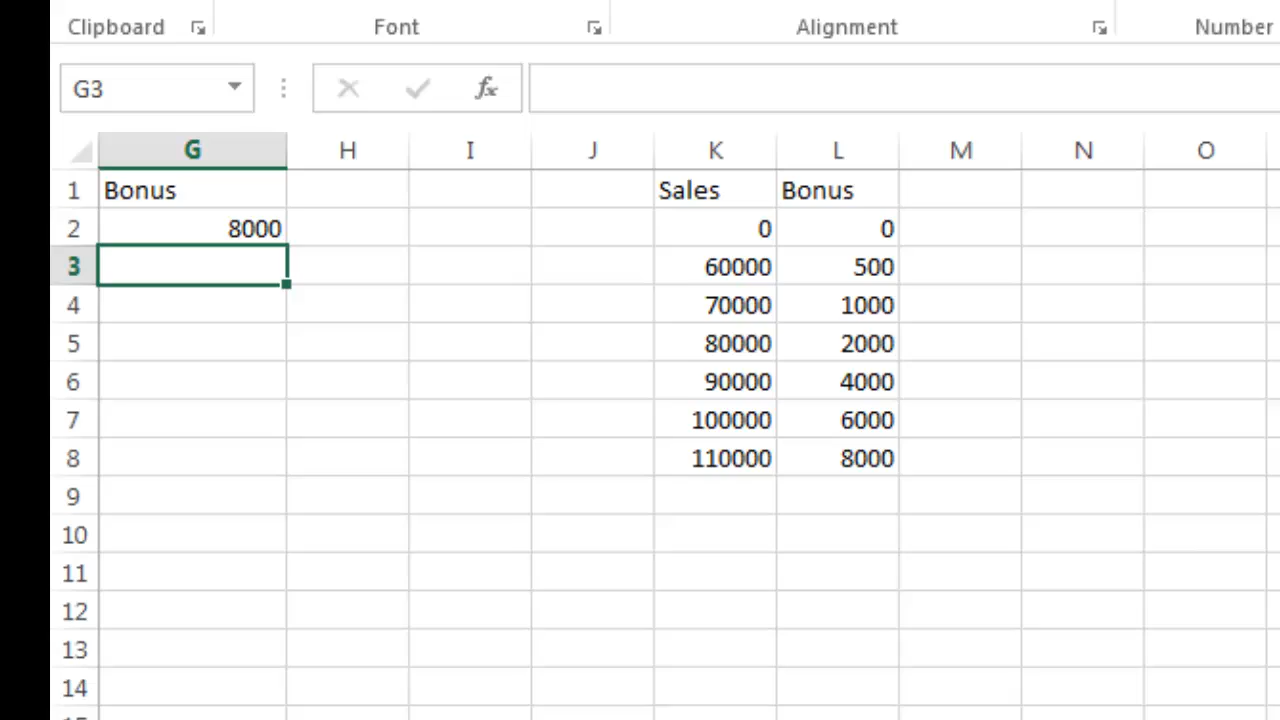 Clipboard Font Alignment Number
G3 fx
G H I J K L M N O
1 Bonus Sales Bonus
2 8000 0 0
3 60000 500
4 70000 1000
5 80000 2000
6 90000 4000
7 100000 6000
8 110000 8000
9
10
11
12
13
14